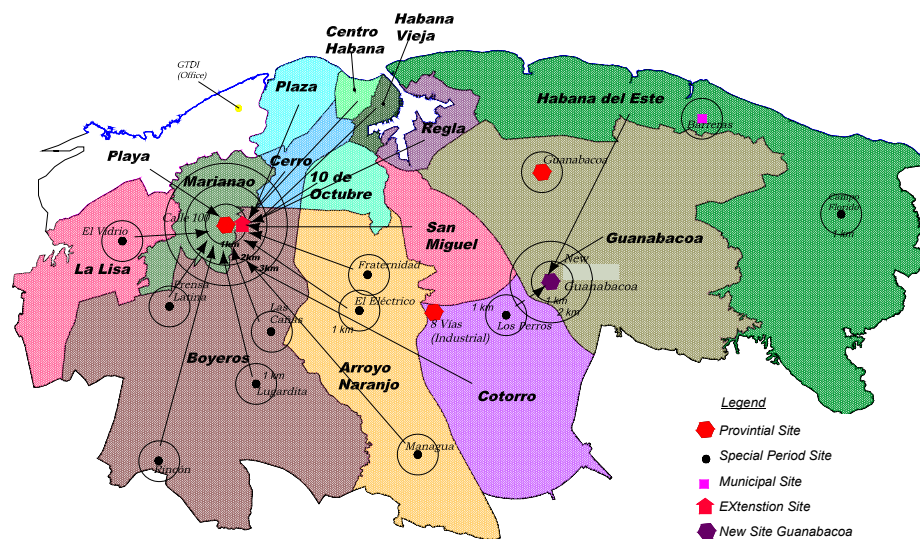 Habana
Vieja
Centro
Habana
GTDI
(Office)
Plaza
Habana del Este
Barreras
Regla
Playa
Cerro
Marianao
10 de
Octubre
Guanabacoa
Calle 100
Campo
Florido
1 km
El Vidrio
San
Miguel
1km
2km
3km
La Lisa
Guanabacoa
New
Guanabacoa
1 km
2 km
Fraternidad
Prensa
Latina
El Eléctrico
1 km
Las
Cañas
1 km
Los Perros
8 Vías
(Industrial)
Boyeros
1 km
Lugardita
Arroyo
Naranjo
Cotorro
Managua
Rincón
Legend
Provintial Site
Special Period Site
Municipal Site
EXtenstion Site
New Site Guanabacoa